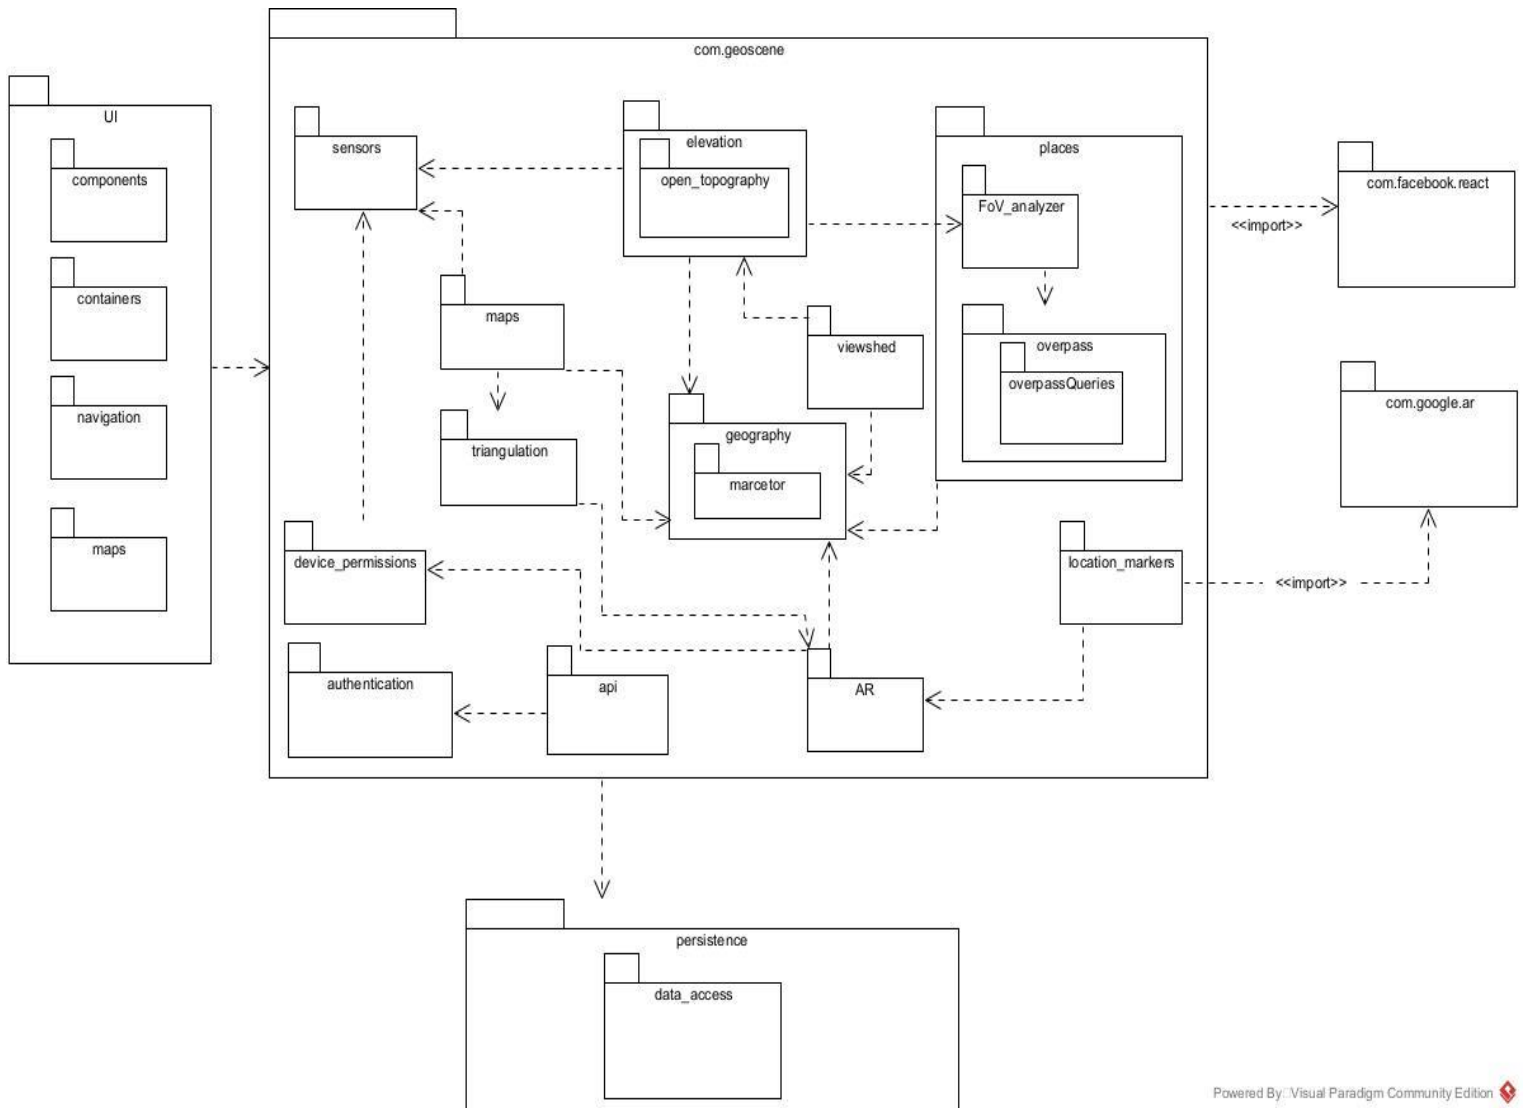 com.geoscene
UI
components
containers
navigation
maps
sensors
elevation
open_topography
places
FoV_analyzer
overpass
overpassQueries
maps
viewshed
triangulation
geography
marcetor
device_permissions
location_markers
authentication
api
AR
com.facebook.react
<<import>>
com.google.ar
<<import>>
persistence
data_access
Powered By Visual Paradigm Community Edition